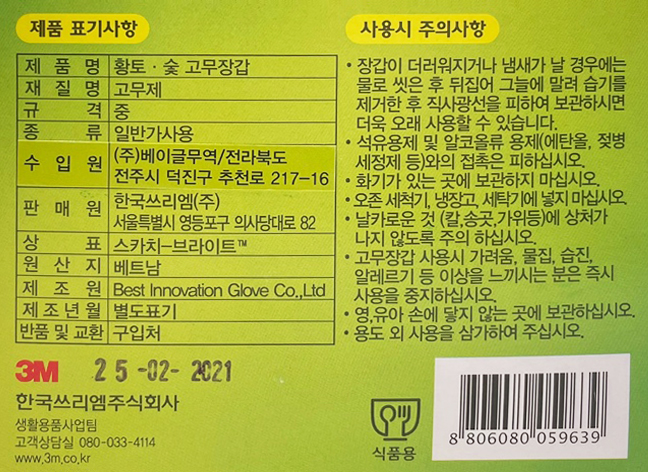 제품 표기사항
제품명 황토·숯 고무장갑
재질명 고무제
규격 중
종류 일반가사용
수입원 (주)베이글무역/전라북도
전주시 덕진구 추천로 217-16
판매원 한국쓰리엠(주)
서울특별시 영등포구 의사당대로 82
상표 스카치-브라이트™
원산지 베트남
제조원 Best Innovation Glove Co.,Ltd
제조년월 별도표기
반품 및 교환 구입처
3M 25-02-2021
한국쓰리엠주식회사
생활용품사업팀
고객상담실 080-033-4114
www.3m.co.kr
사용시 주의사항
• 장갑이 더러워지거나 냄새가 날 경우에는
물로 씻은 후 뒤집어 그늘에 말려 습기를
제거한 후 직사광선을 피하여 보관하시면
더욱 오래 사용할 수 있습니다.
• 석유용제 및 알코올류 용제(에탄올, 젖병
세정제 등)와의 접촉은 피하십시오.
• 화기가 있는 곳에 보관하지 마십시오.
• 오존 세척기, 냉장고, 세탁기에 넣지 마십시오.
• 날카로운 것 (칼,송곳,가위등)에 상처가
나지 않도록 주의 하십시오.
• 고무장갑 사용시 가려움, 물집, 습진,
알레르기 등 이상을 느끼시는 분은 즉시
사용을 중지하십시오.
• 영,유아 손에 닿지 않는 곳에 보관하십시오.
• 용도 외 사용을 삼가하여 주십시오.
식품용
8 806080 059639